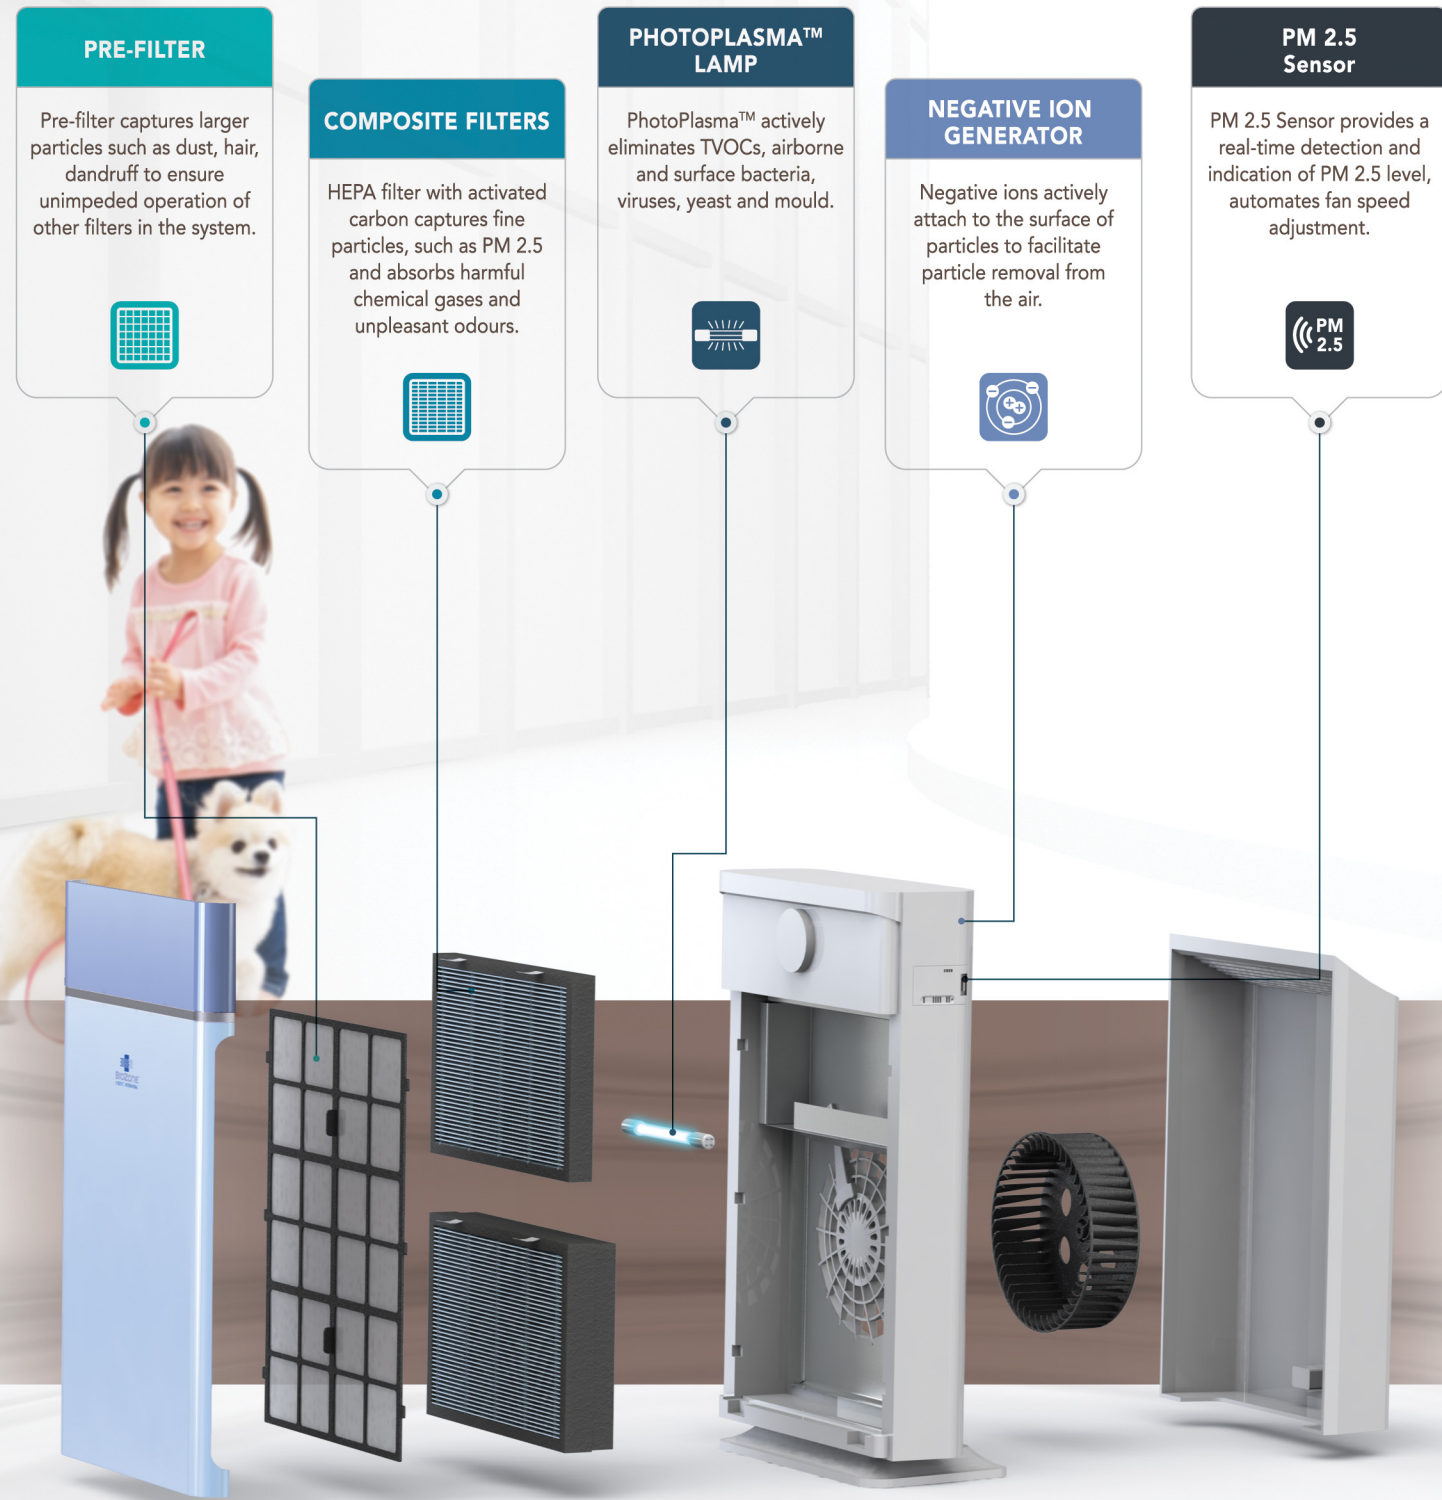 PRE-FILTER
Pre-filter captures larger
particles such as dust, hair,
dandruff to ensure
unimpeded operation of
other filters in the system.
COMPOSITE FILTERS
HEPA filter with activated
carbon captures fine
particles, such as PM 2.5
and absorbs harmful
chemical gases and
unpleasant odours.
PHOTOPLASMA™
LAMP
PhotoPlasma™ actively
eliminates TVOCs, airborne
and surface bacteria,
viruses, yeast and mould.
NEGATIVE ION
GENERATOR
Negative ions actively
attach to the surface of
particles to facilitate
particle removal from
the air.
PM 2.5
Sensor
PM 2.5 Sensor provides a
real-time detection and
indication of PM 2.5 level,
automates fan speed
adjustment.
PM
2.5
BIOZONE